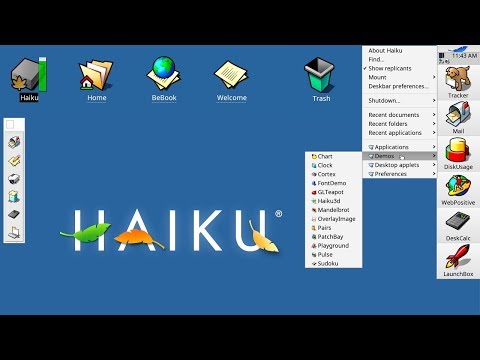 Haiku
Home
BeBook
Welcome
Trash
About Haiku
Find...
Show replicants
Mount
Deskbar preferences...
Shutdown...
Recent documents
Recent folders
Recent applications
Applications
Demos
Desktop applets
Preferences
Chart
Clock
Cortex
FontDemo
GLTeapot
Haiku3d
Mandelbrot
OverlayImage
Pairs
PatchBay
Playground
Pulse
Sudoku
11:43 AM
Tracker
Mail
DiskUsage
WebPositive
DeskCalc
LaunchBox
HAIKU®